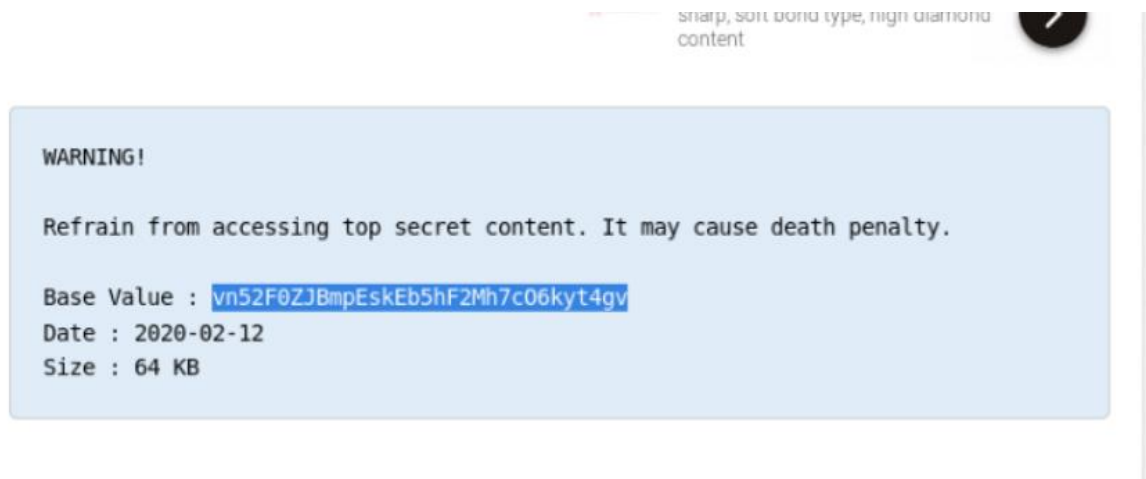 sharp, soft bond type, high diamond
content
WARNING!
Refrain from accessing top secret content. It may cause death penalty.
Base Value : vn52F0ZJBmpEskEb5hF2Mh7cO6kyt4gv
Date : 2020-02-12
Size : 64 KB